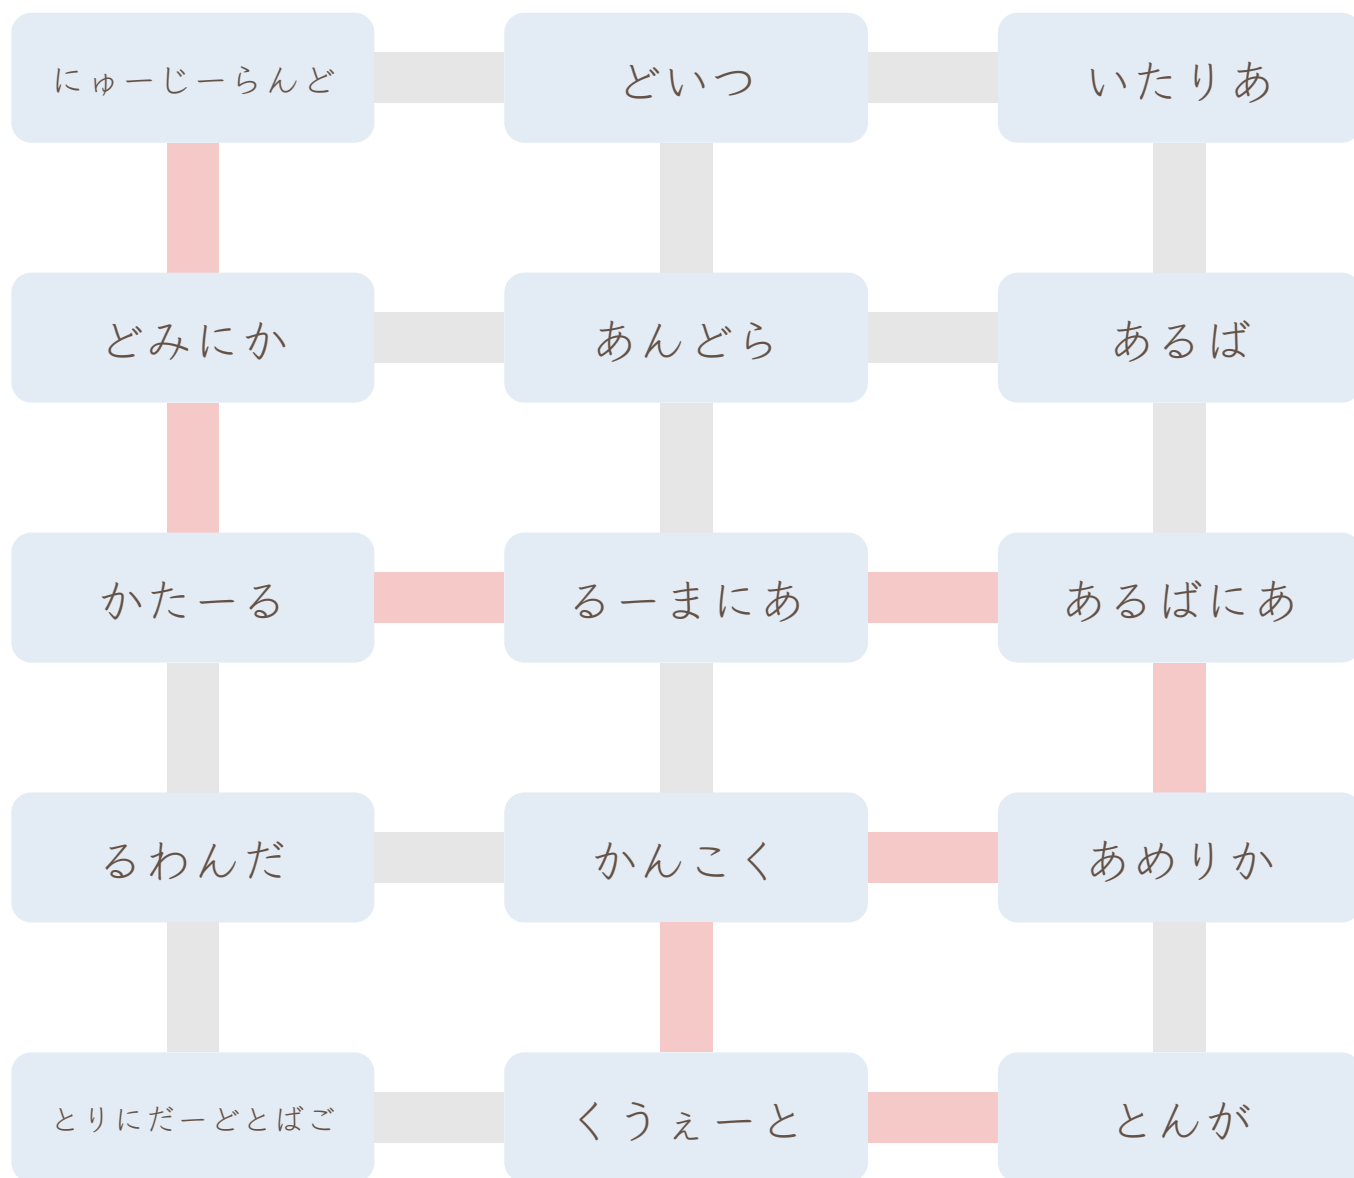 にゅーじーらんど
どいつ
いたりあ
どみにか
あんどら
あるば
かたーる
るーまにあ
あるばにあ
るわんだ
かんこく
あめりか
とりにだーどとばご
くうぇーと
とんが